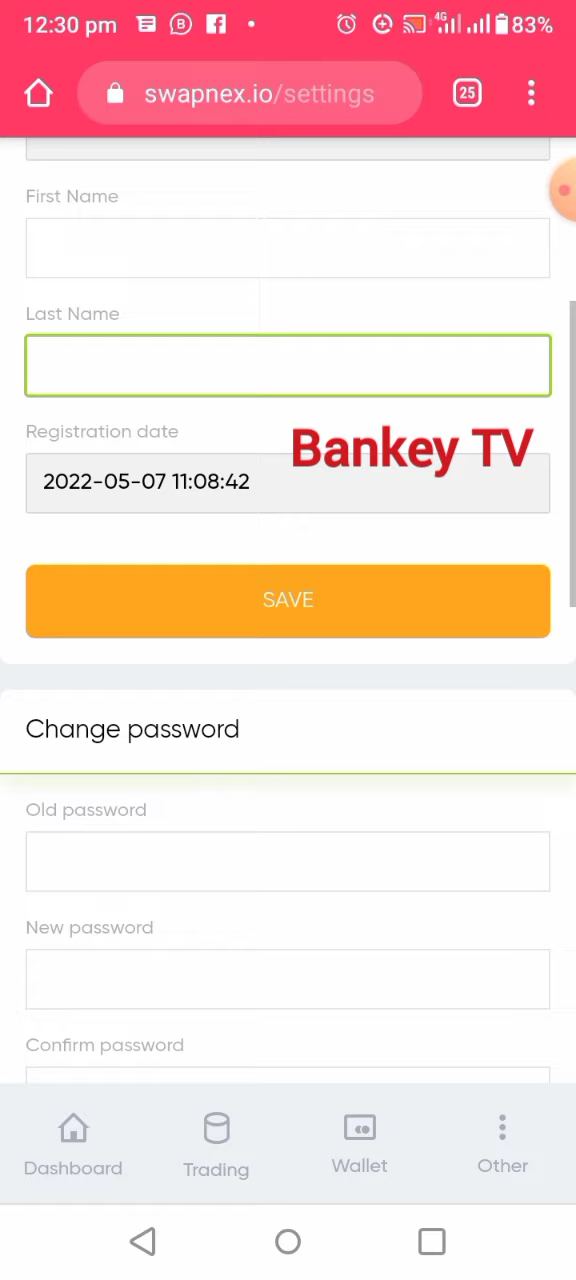 12:30 pm 4G 83%
swapnex.io/settings 25
First Name
Last Name
Registration date
Bankey TV
2022-05-07 11:08:42
SAVE
Change password
Old password
New password
Confirm password
Dashboard Trading Wallet Other